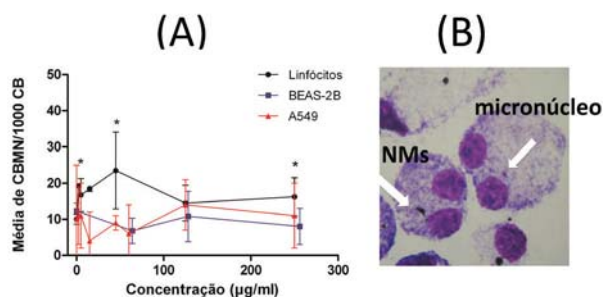 (A)
(B)
Média de CBMN/1000 CB
50
40
30
20
10
0
0
100
200
300
Concentração (µg/ml)
Linfócitos
BEAS-2B
A549
*
*
*
micronúcleo
NMs